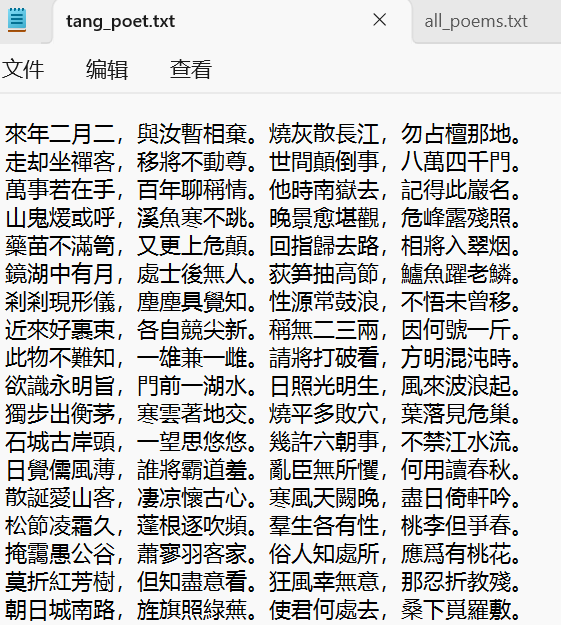 tang_poet.txt
all_poems.txt
文件 编辑 查看
來年二月二，與汝暫相棄。燒灰散長江，勿占檀那地。
走却坐禪客，移將不動尊。世間顛倒事，八萬四千門。
萬事若在手，百年聊稱情。他時南嶽去，記得此巖名。
山鬼煖或呼，溪魚寒不跳。晚景愈堪觀，危峰露殘照。
藥苗不滿笥，又更上危顛。回指歸去路，相將入翠烟。
鏡湖中有月，處士後無人。荻笋抽高節，鱸魚躍老鱗。
剎剎現形儀，塵塵具覺知。性源常鼓浪，不悟未曾移。
近來好裹束，各自競尖新。稱無二三兩，因何號一斤。
此物不難知，一雄兼一雌。請將打破看，方明混沌時。
欲識永明旨，門前一湖水。日照光明生，風來波浪起。
獨步出衡茅，寒雲著地交。燒平多敗穴，葉落見危巢。
石城古岸頭，一望思悠悠。幾許六朝事，不禁江水流。
日覺儒風薄，誰將霸道羞。亂臣無所懼，何用讀春秋。
散誕愛山客，凄凉懷古心。寒風天闕晚，盡日倚軒吟。
松節凌霜久，蓬根逐吹頻。羣生各有性，桃李但爭春。
掩靄愚公谷，蕭寥羽客家。俗人知處所，應爲有桃花。
莫折紅芳樹，但知盡意看。狂風幸無意，那忍折教殘。
朝日城南路，旌旗照綠蕪。使君何處去，桑下覓羅敷。